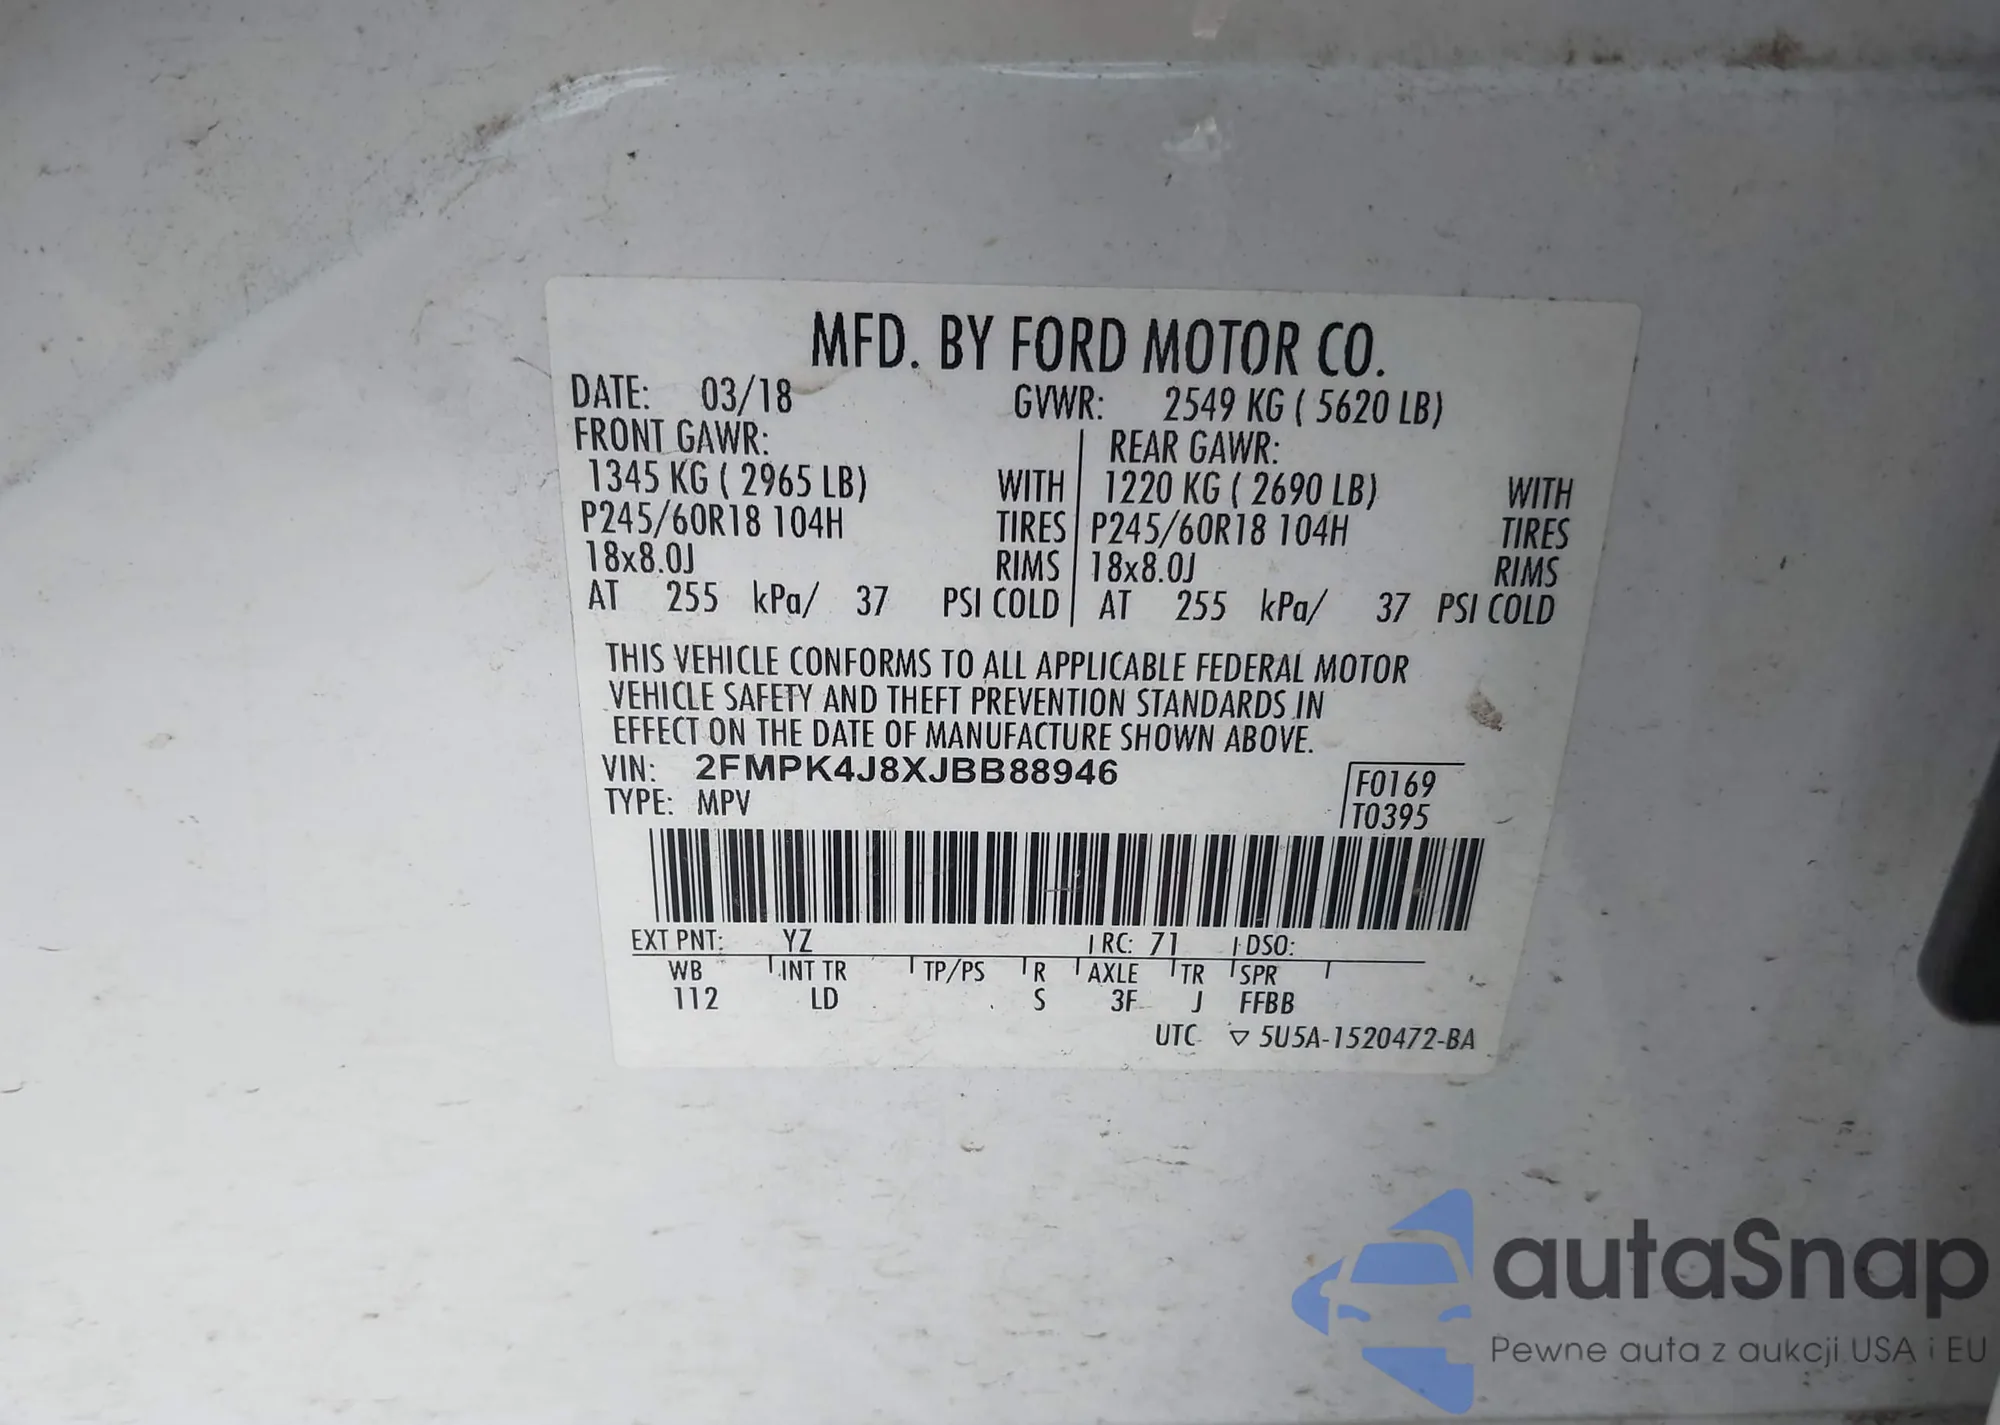 MFD. BY FORD MOTOR CO.
DATE: 03/18 GVWR: 2549 KG ( 5620 LB)
FRONT GAWR: REAR GAWR:
1345 KG ( 2965 LB) WITH 1220 KG ( 2690 LB) WITH
P245/60R18 104H TIRES P245/60R18 104H TIRES
18x8.0J RIMS 18x8.0J RIMS
AT 255 kPa/ 37 PSI COLD AT 255 kPa/ 37 PSI COLD
THIS VEHICLE CONFORMS TO ALL APPLICABLE FEDERAL MOTOR
VEHICLE SAFETY AND THEFT PREVENTION STANDARDS IN
EFFECT ON THE DATE OF MANUFACTURE SHOWN ABOVE.
VIN: 2FMPK4J8XJBB88946 F0169
TYPE: MPV T0395
EXT PNT: YZ RC: 71 DSO:
WB INT TR TP/PS R AXLE TR SPR
112 LD S 3F J FFBB
UTC ▽ 5U5A-1520472-BA
autaSnap
Pewne auta z aukcji USA i EU